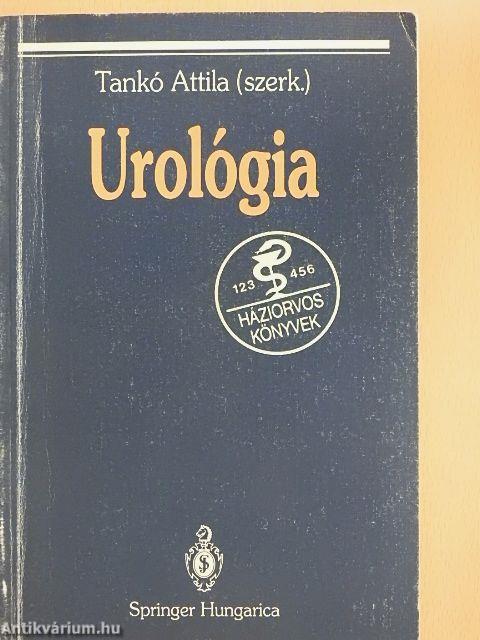 Tankó Attila (szerk.)
Urológia
123 456
HÁZIORVOS
KÖNYVEK
Springer Hungarica
Antikvárium.hu